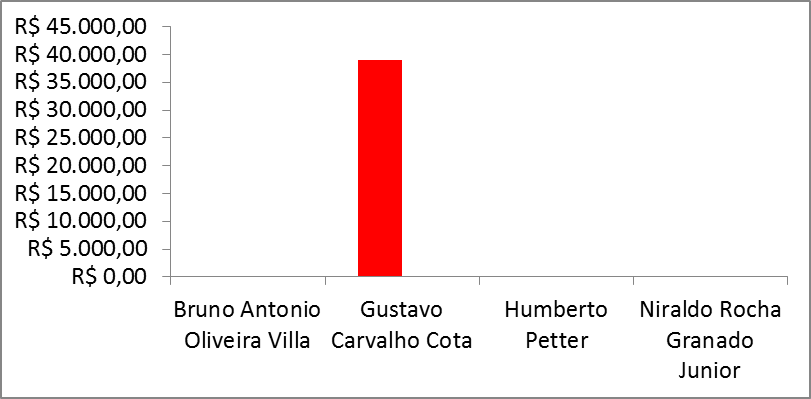 R$ 45.000,00
R$ 40.000,00
R$ 35.000,00
R$ 30.000,00
R$ 25.000,00
R$ 20.000,00
R$ 15.000,00
R$ 10.000,00
R$ 5.000,00
R$ 0,00
Bruno Antonio
Oliveira Villa
Gustavo
Carvalho Cota
Humberto
Petter
Niraldo Rocha
Granado
Junior